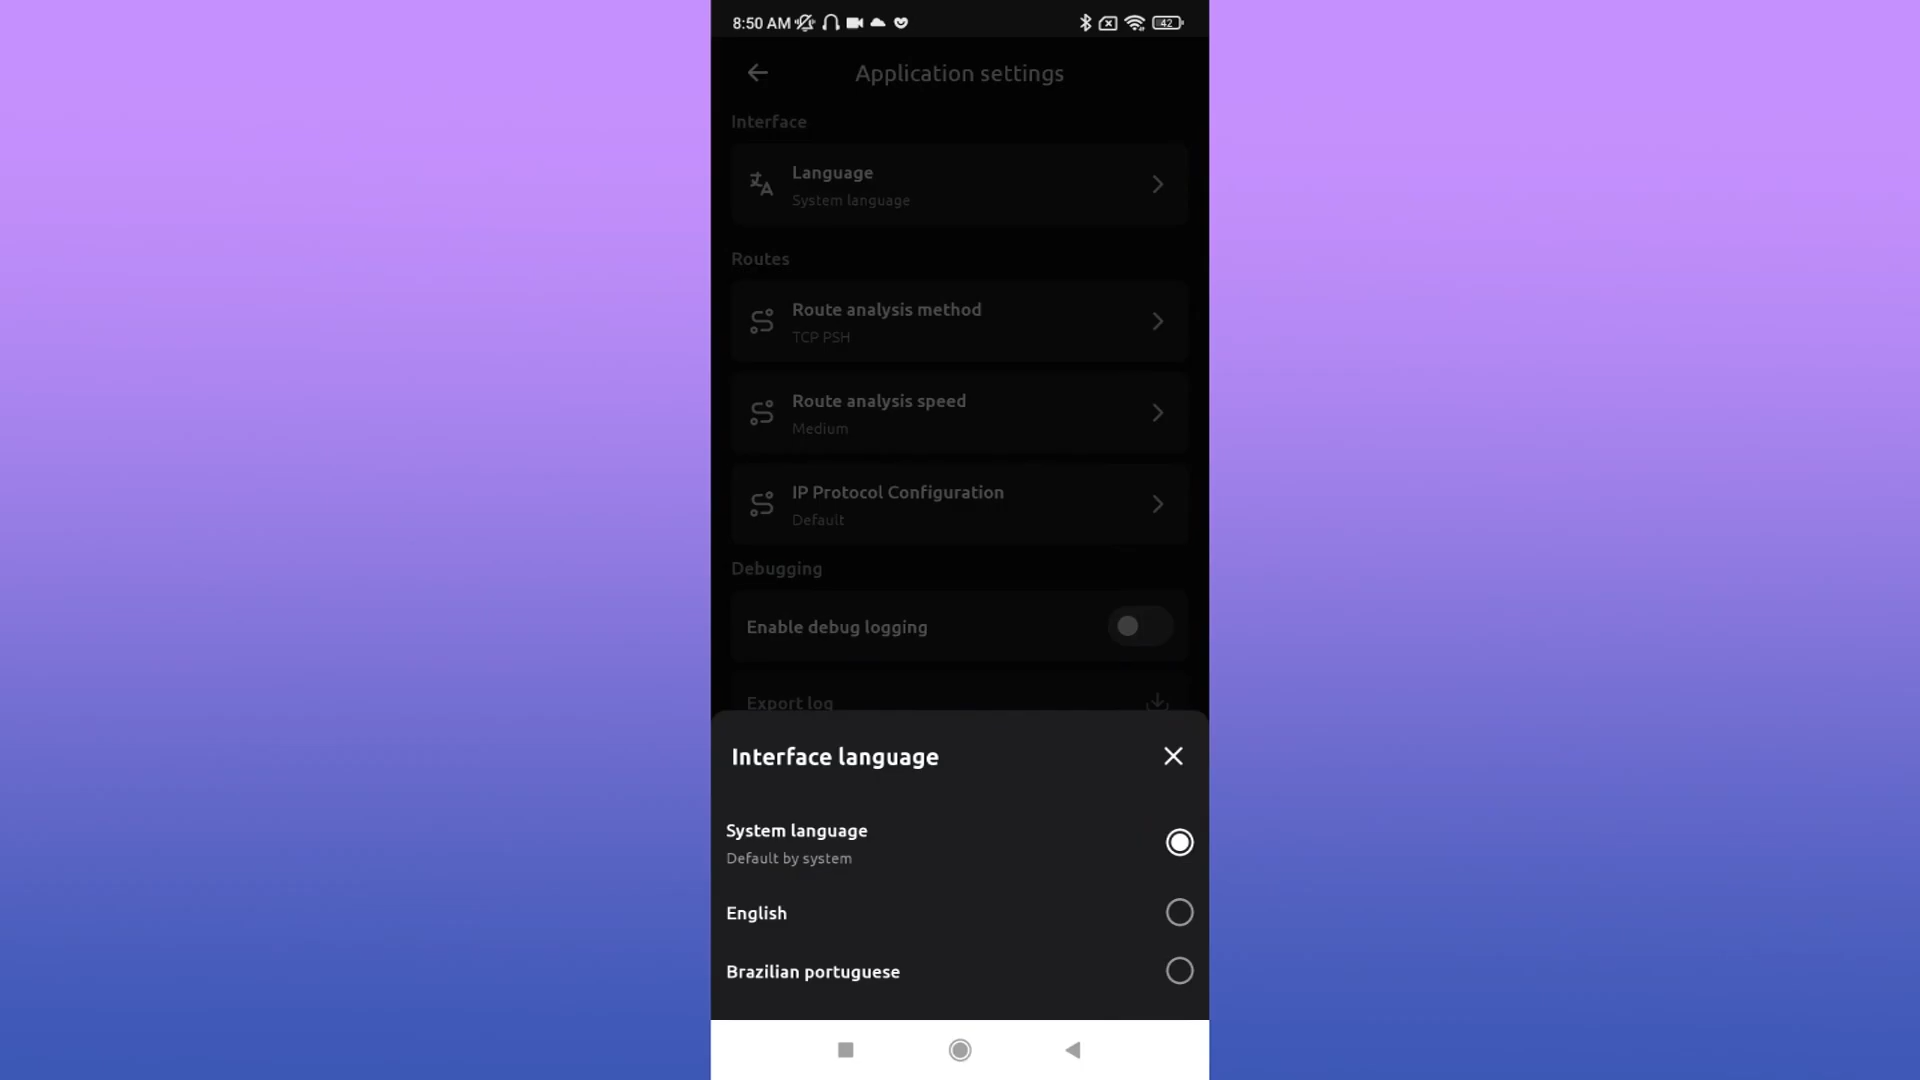 8:50 AM
42
Application settings
Interface
Language
System language
Routes
Route analysis method
TCP PSH
Route analysis speed
Medium
IP Protocol Configuration
Default
Debugging
Enable debug logging
Export log
Interface language
System language
Default by system
English
Brazilian portuguese